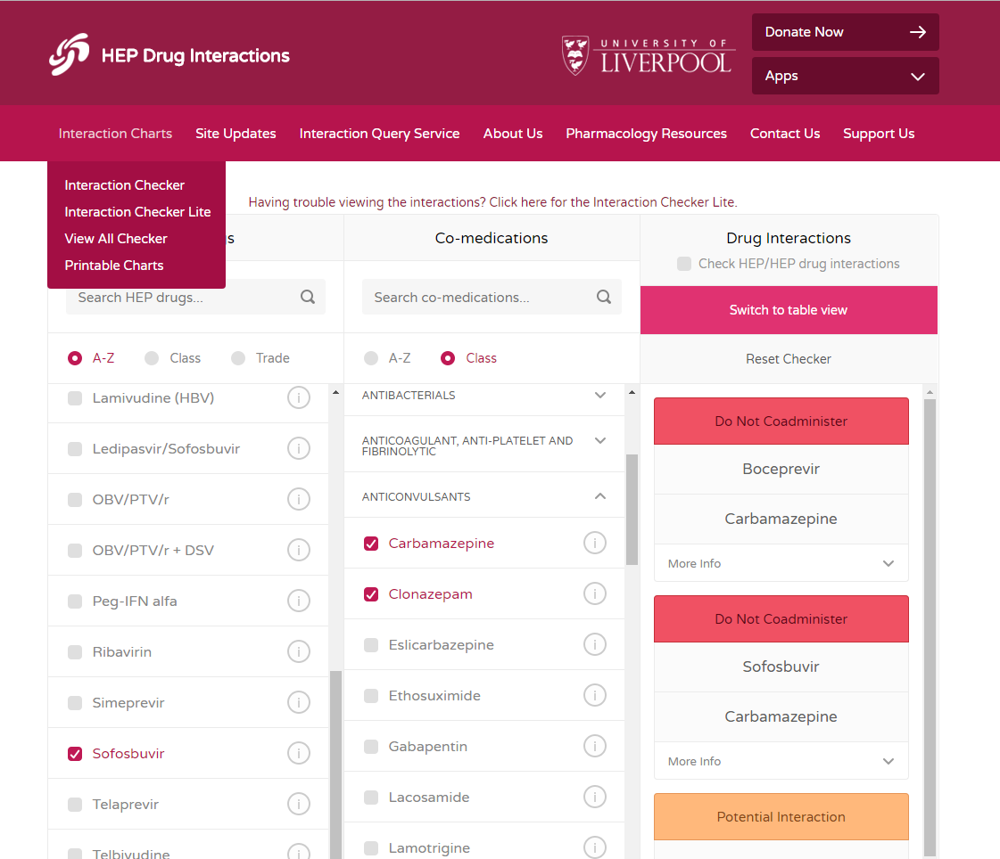 HEP Drug Interactions
UNIVERSITY OF
LIVERPOOL
Donate Now
Apps
Interaction Charts
Site Updates
Interaction Query Service
About Us
Pharmacology Resources
Contact Us
Support Us
Interaction Checker
Interaction Checker Lite
View All Checker
Printable Charts
Having trouble viewing the interactions? Click here for the Interaction Checker Lite.
s
Search HEP drugs...
A-Z
Class
Trade
Lamivudine (HBV)
Ledipasvir/Sofosbuvir
OBV/PTV/r
OBV/PTV/r + DSV
Peg-IFN alfa
Ribavirin
Simeprevir
Sofosbuvir
Telaprevir
Telbivudine
Co-medications
Search co-medications...
A-Z
Class
ANTIBACTERIALS
ANTICOAGULANT, ANTI-PLATELET AND
FIBRINOLYTIC
ANTICONVULSANTS
Carbamazepine
Clonazepam
Eslicarbazepine
Ethosuximide
Gabapentin
Lacosamide
Lamotrigine
Drug Interactions
Check HEP/HEP drug interactions
Switch to table view
Reset Checker
Do Not Coadminister
Boceprevir
Carbamazepine
More Info
Do Not Coadminister
Sofosbuvir
Carbamazepine
More Info
Potential Interaction